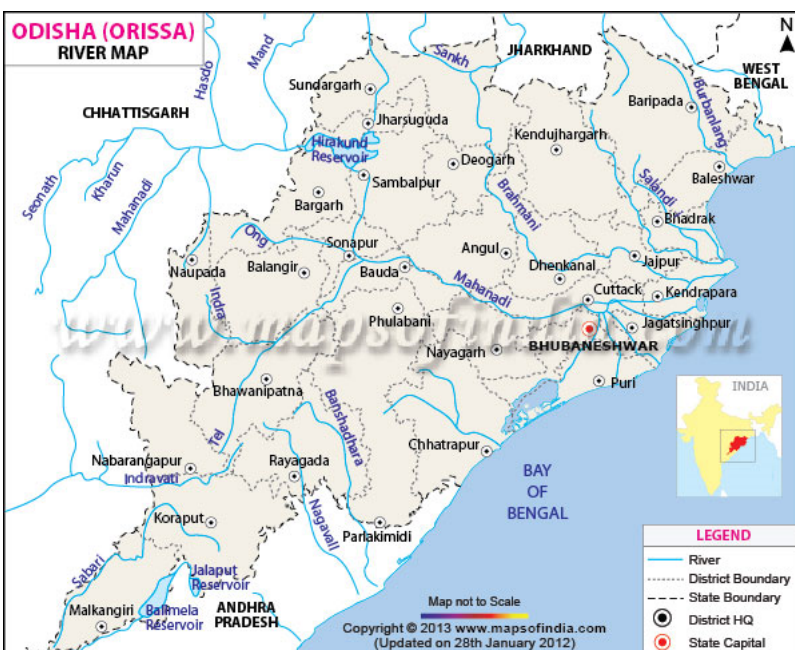 ODISHA (ORISSA)
RIVER MAP
N
JHARKHAND
WEST
BENGAL
CHHATTISGARH
Hasdo
Mand
Sankh
Sundargarh
Jharsuguda
Hirakund
Reservoir
Deogarh
Kendujhargarh
Baripada
Burbanlang
Baleshwar
Seonath
Kharun
Mahanadi
Sambalpur
Bargarh
Brahmani
Salandi
Bhadrak
Ong
Sonapur
Naupada
Balangir
Bauda
Angul
Dhenkanal
Jajpur
Indra
Mahanadi
Cuttack
Kendrapara
Phulabani
Jagatsinghpur
www.mapsofindia.com
BHUBANESHWAR
Nayagarh
Puri
Bhawanipatna
Banshadhara
Tel
Chhatrapur
Nabarangapur
Indravati
Rayagada
Koraput
Nagavali
Parlakimidi
Sabari
Jalaput
Reservoir
Malkangiri
Balimela
Reservoir
ANDHRA
PRADESH
BAY
OF
BENGAL
INDIA
LEGEND
River
District Boundary
State Boundary
District HQ
State Capital
Map not to Scale
Copyright © 2013 www.mapsofindia.com
(Updated on 28th January 2012)